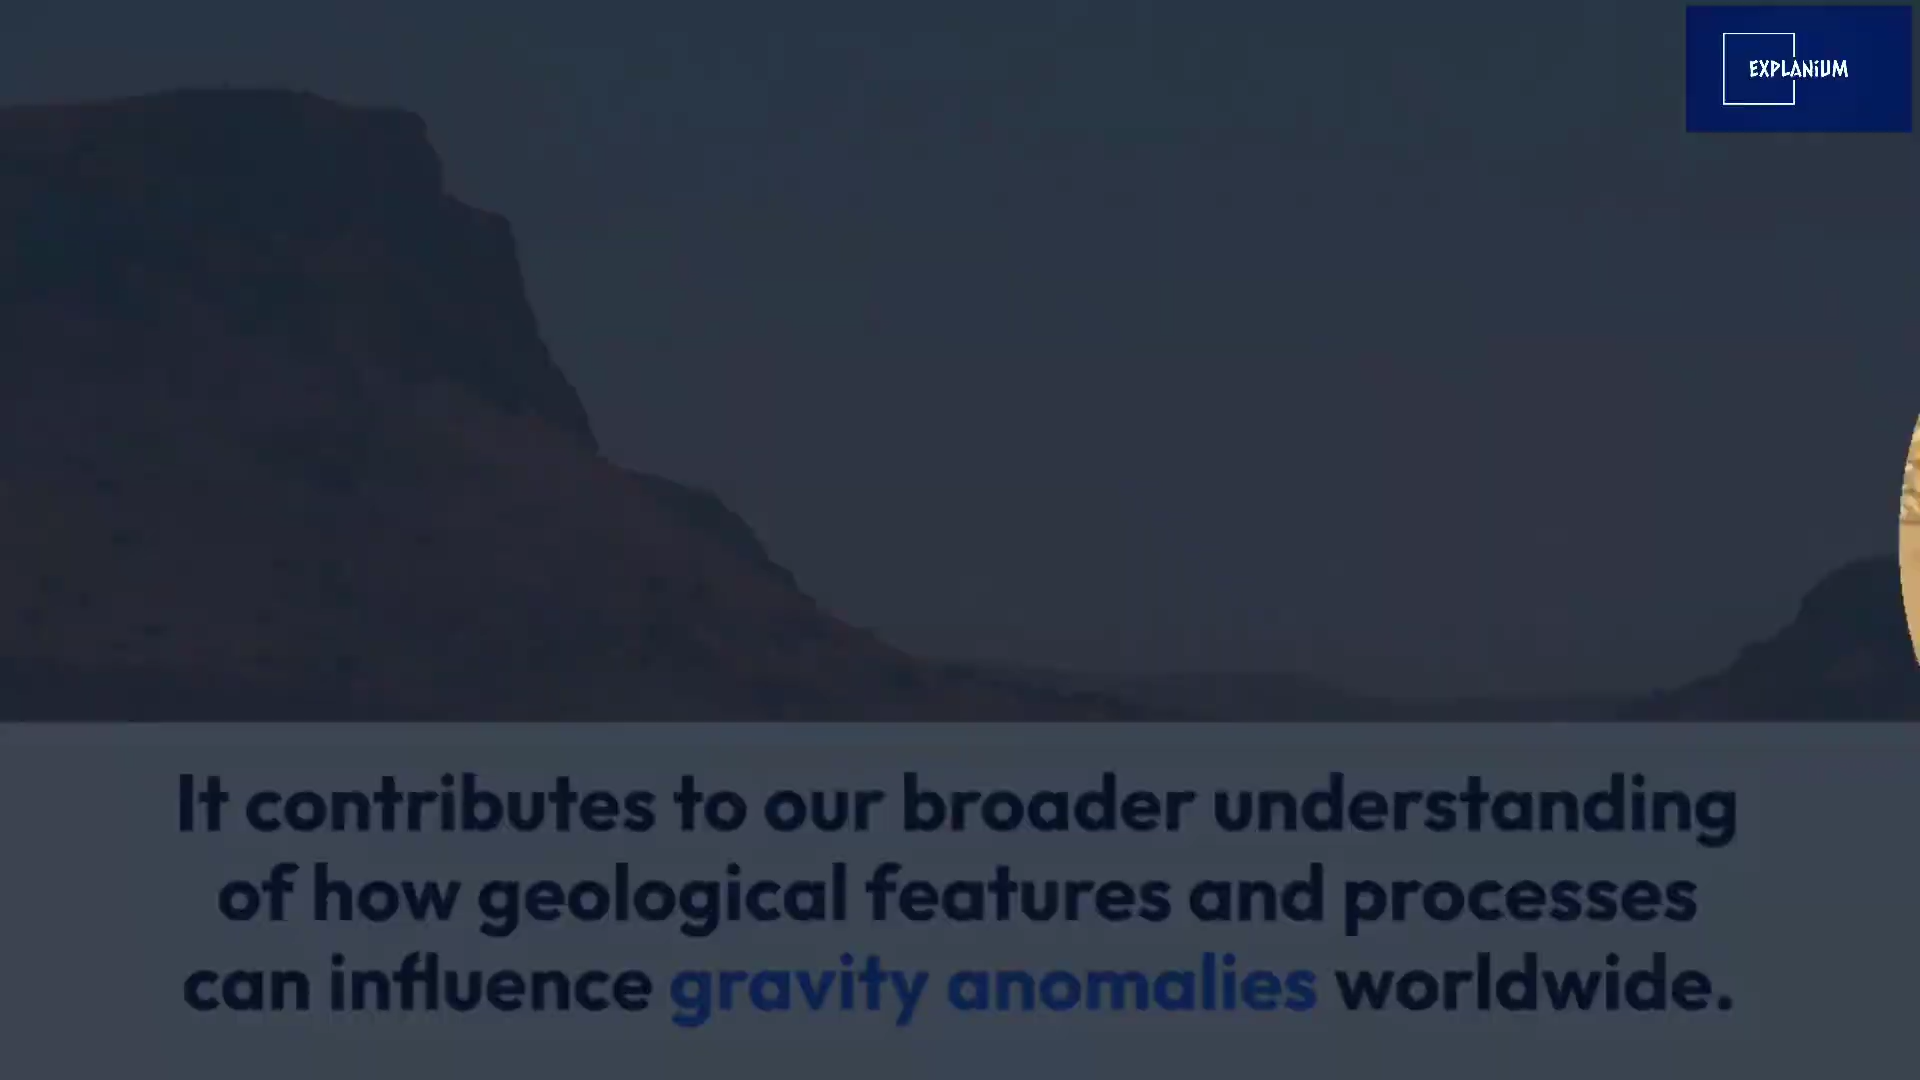 EXPLANiUM
It contributes to our broader understanding
of how geological features and processes
can influence gravity anomalies worldwide.